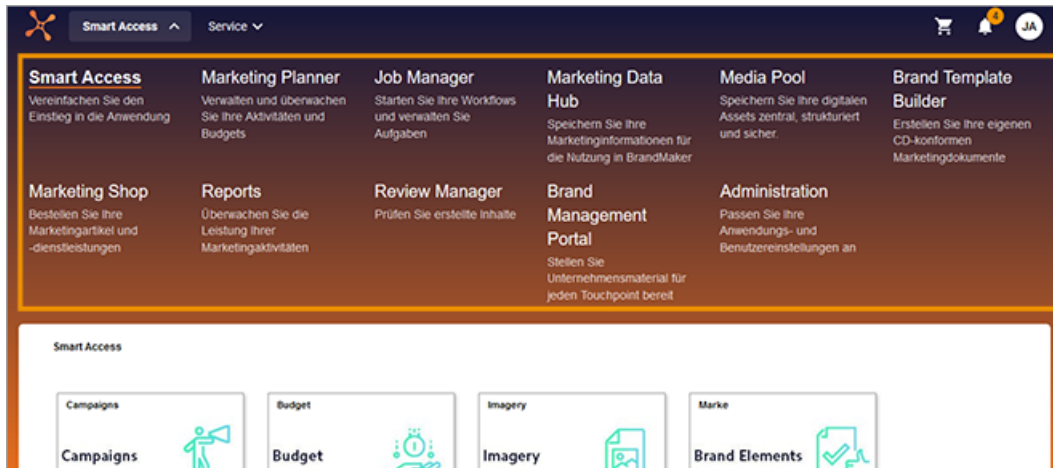 Smart Access
Service
4
JA
Smart Access
Vereinfachen Sie den
Einstieg in die Anwendung
Marketing Planner
Verwalten und überwachen
Sie Ihre Aktivitäten und
Budgets
Job Manager
Starten Sie Ihre Workflows
und verwalten Sie
Aufgaben
Marketing Data
Hub
Speichern Sie Ihre
Marketinginformationen für
die Nutzung in BrandMaker
Media Pool
Speichern Sie Ihre digitalen
Assets zentral, strukturiert
und sicher.
Brand Template
Builder
Erstellen Sie Ihre eigenen
CD-konformen
Marketingdokumente
Marketing Shop
Bestellen Sie Ihre
Marketingartikel und
-dienstleistungen
Reports
Überwachen Sie die
Leistung Ihrer
Marketingaktivitäten
Review Manager
Prüfen Sie erstellte Inhalte
Brand
Management
Portal
Stellen Sie
Unternehmensmaterial für
jeden Touchpoint bereit
Administration
Passen Sie Ihre
Anwendungs- und
Benutzereinstellungen an
Smart Access
Campaigns
Campaigns
Budget
Budget
Imagery
Imagery
Marke
Brand Elements